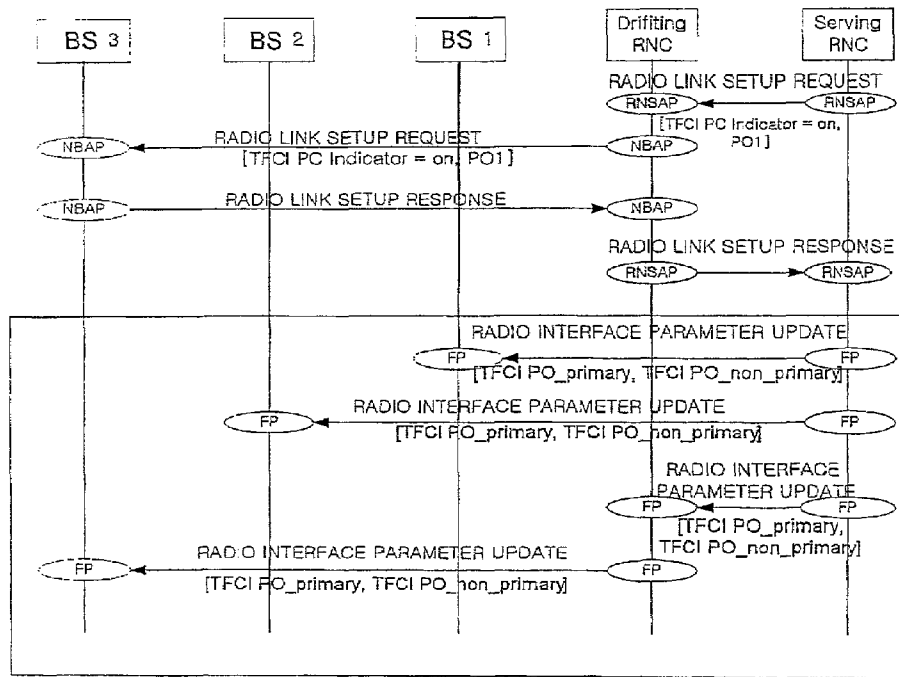 BS 3
BS 2
BS 1
Drifiting
RNC
Serving
RNC
RADIO LINK SETUP REQUEST
RNSAP
RNSAP
[TFCI PC Indicator = on,
PO1]
RADIO LINK SETUP REQUEST
NBAP
NBAP
[TFCI PC Indicator = on, PO1]
RADIO LINK SETUP RESPONSE
NBAP
NBAP
RADIO LINK SETUP RESPONSE
RNSAP
RNSAP
RADIO INTERFACE PARAMETER UPDATE
FP
FP
[TFCI PO_primary, TFCI PO_non_primary]
RADIO INTERFACE PARAMETER UPDATE
FP
FP
[TFCI PO_primary, TFCI PO_non_primary]
RADIO INTERFACE
PARAMETER UPDATE
FP
FP
[TFCI PO_primary,
TFCI PO_non_primary]
RADIO INTERFACE PARAMETER UPDATE
FP
FP
[TFCI PO_primary, TFCI PO_non_primary]